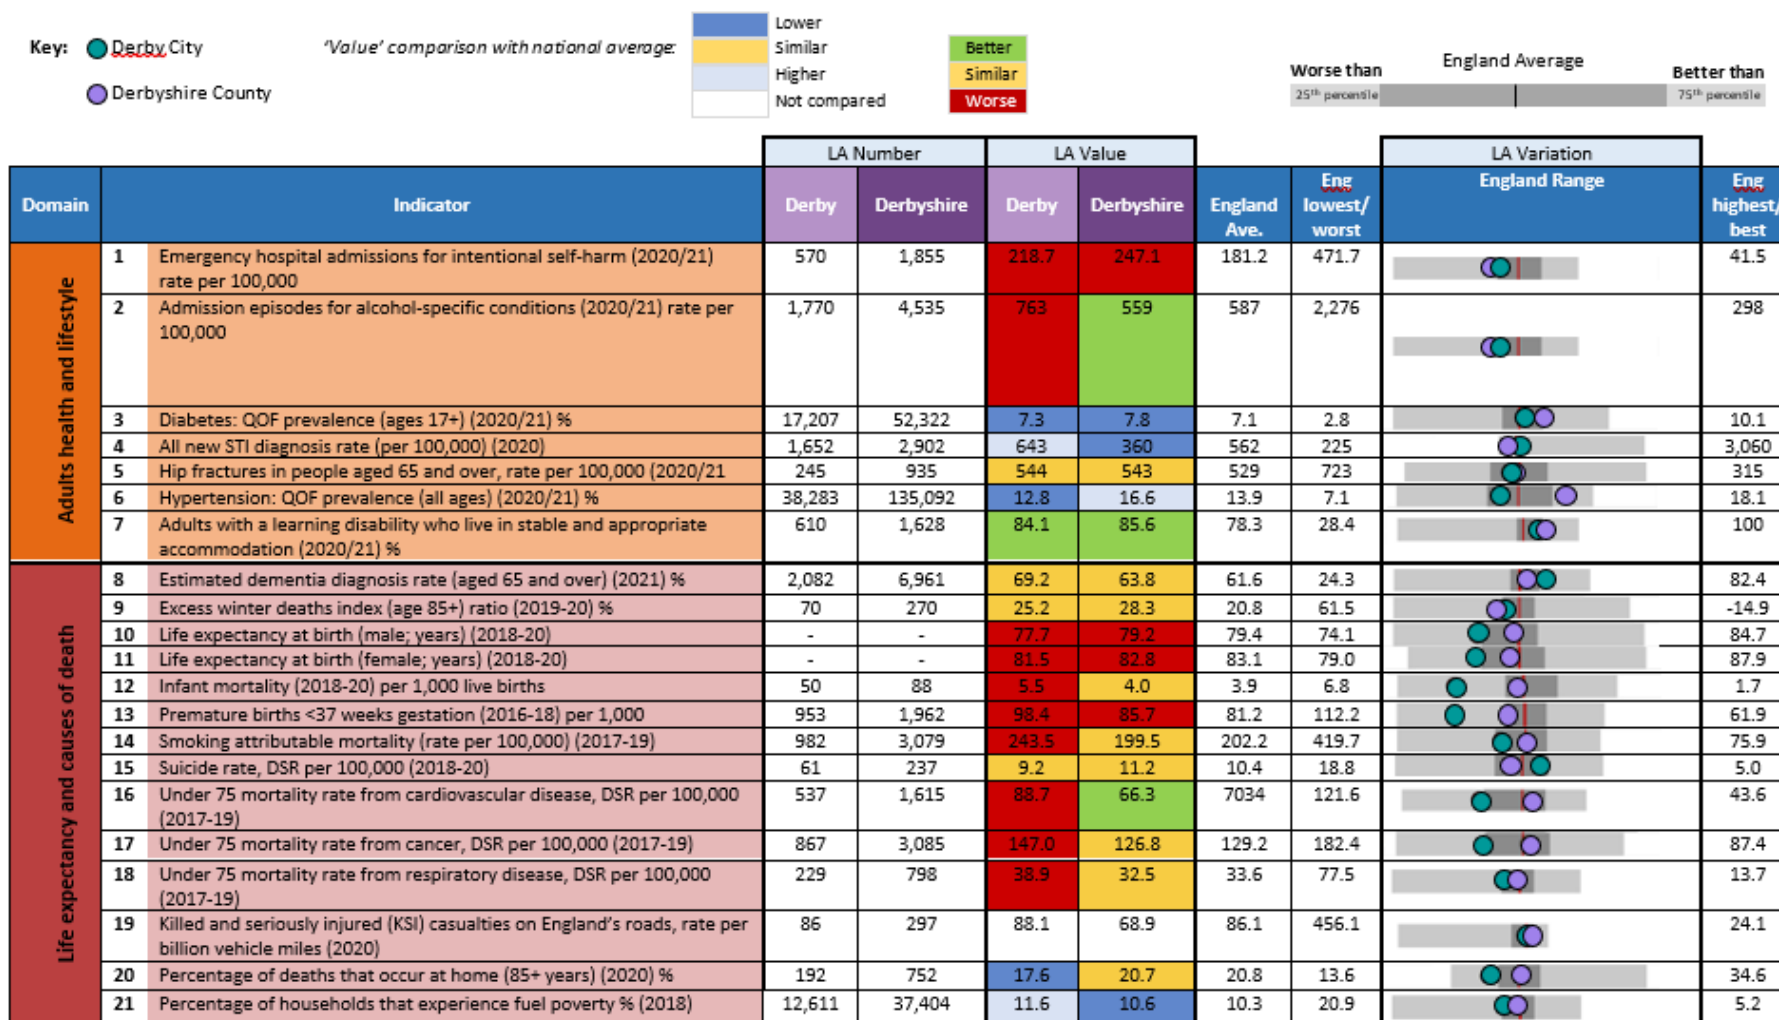 Key: Derby City
'Value' comparison with national average:
Lower
Similar
Higher
Not compared
Better
Similar
Worse
Derbyshire County
Worse than England Average Better than
25th percentile 75th percentile
LA Number LA Value LA Variation
Domain Indicator Derby Derbyshire Derby Derbyshire England Ave. Eng lowest/ worst England Range Eng highest/ best
Adults health and lifestyle
1 Emergency hospital admissions for intentional self-harm (2020/21) 570 1,855 218.7 247.1 181.2 471.7 41.5
rate per 100,000
2 Admission episodes for alcohol-specific conditions (2020/21) rate per 1,770 4,535 763 559 587 2,276 298
100,000
3 Diabetes: QOF prevalence (ages 17+) (2020/21) % 17,207 52,322 7.3 7.8 7.1 2.8 10.1
4 All new STI diagnosis rate (per 100,000) (2020) 1,652 2,902 643 360 562 225 3,060
5 Hip fractures in people aged 65 and over, rate per 100,000 (2020/21 245 935 544 543 529 723 315
6 Hypertension: QOF prevalence (all ages) (2020/21) % 38,283 135,092 12.8 16.6 13.9 7.1 18.1
7 Adults with a learning disability who live in stable and appropriate 610 1,628 84.1 85.6 78.3 28.4 100
accommodation (2020/21) %
Life expectancy and causes of death
8 Estimated dementia diagnosis rate (aged 65 and over) (2021) % 2,082 6,961 69.2 63.8 61.6 24.3 82.4
9 Excess winter deaths index (age 85+) ratio (2019-20) % 70 270 25.2 28.3 20.8 61.5 -14.9
10 Life expectancy at birth (male; years) (2018-20) - - 77.7 79.2 79.4 74.1 84.7
11 Life expectancy at birth (female; years) (2018-20) - - 81.5 82.8 83.1 79.0 87.9
12 Infant mortality (2018-20) per 1,000 live births 50 88 5.5 4.0 3.9 6.8 1.7
13 Premature births <37 weeks gestation (2016-18) per 1,000 953 1,962 98.4 85.7 81.2 112.2 61.9
14 Smoking attributable mortality (rate per 100,000) (2017-19) 982 3,079 243.5 199.5 202.2 419.7 75.9
15 Suicide rate, DSR per 100,000 (2018-20) 61 237 9.2 11.2 10.4 18.8 5.0
16 Under 75 mortality rate from cardiovascular disease, DSR per 100,000 537 1,615 88.7 66.3 7034 121.6 43.6
(2017-19)
17 Under 75 mortality rate from cancer, DSR per 100,000 (2017-19) 867 3,085 147.0 126.8 129.2 182.4 87.4
18 Under 75 mortality rate from respiratory disease, DSR per 100,000 229 798 38.9 32.5 33.6 77.5 13.7
(2017-19)
19 Killed and seriously injured (KSI) casualties on England's roads, rate per 86 297 88.1 68.9 86.1 456.1 24.1
billion vehicle miles (2020)
20 Percentage of deaths that occur at home (85+ years) (2020) % 192 752 17.6 20.7 20.8 13.6 34.6
21 Percentage of households that experience fuel poverty % (2018) 12,611 37,404 11.6 10.6 10.3 20.9 5.2